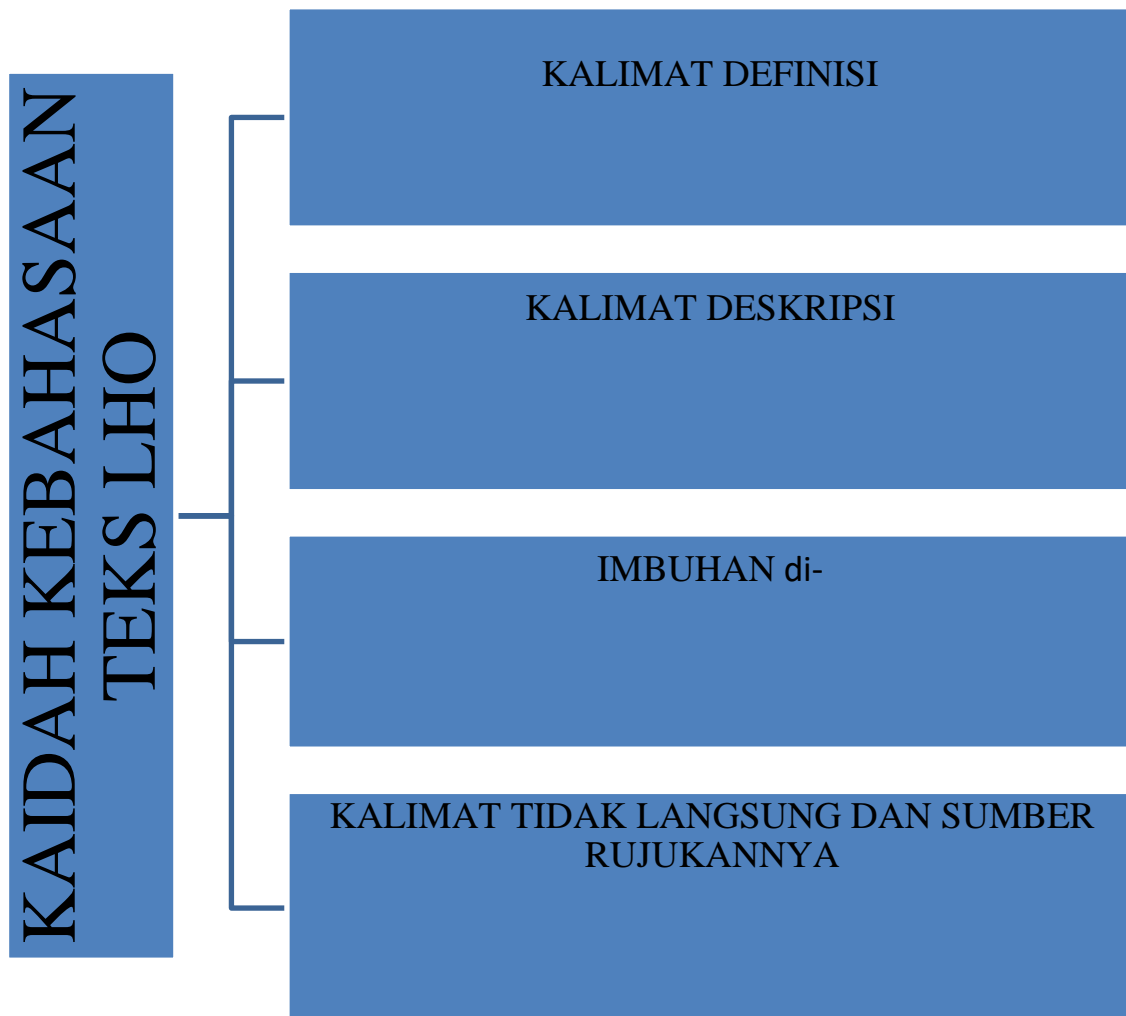 KAIDAH KEBAHASAAN
TEKS LHO
KALIMAT DEFINISI
KALIMAT DESKRIPSI
IMBUHAN di-
KALIMAT TIDAK LANGSUNG DAN SUMBER
RUJUKANNYA